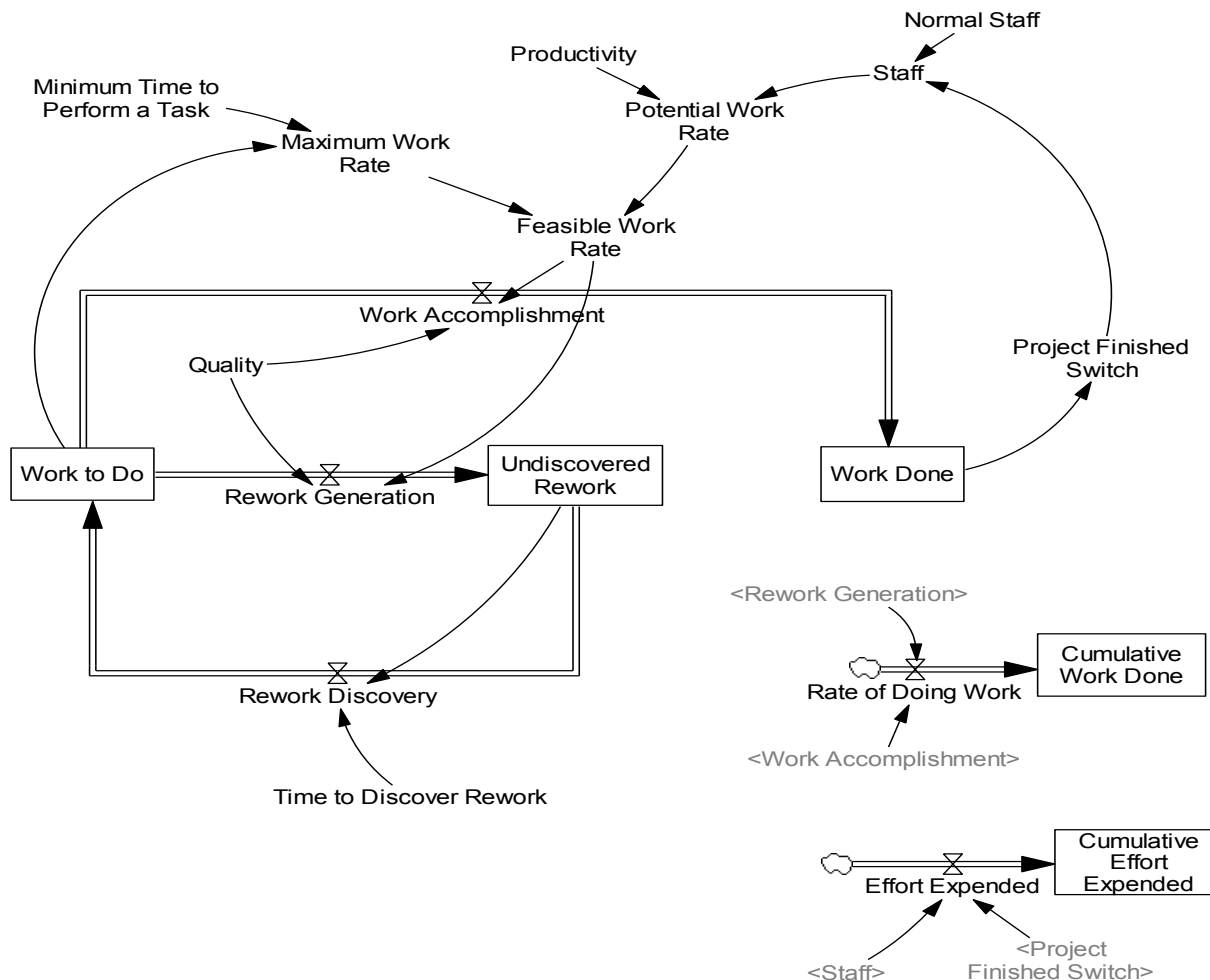 Normal Staff
Productivity
Staff
Minimum Time to
Perform a Task
Potential Work
Rate
Maximum Work
Rate
Feasible Work
Rate
Work Accomplishment
Quality
Project Finished
Switch
Work to Do
Rework Generation
Undiscovered
Rework
Work Done
<Rework Generation>
Cumulative
Work Done
Rate of Doing Work
Rework Discovery
<Work Accomplishment>
Time to Discover Rework
Cumulative
Effort
Expended
Effort Expended
<Staff>
<Project
Finished Switch>